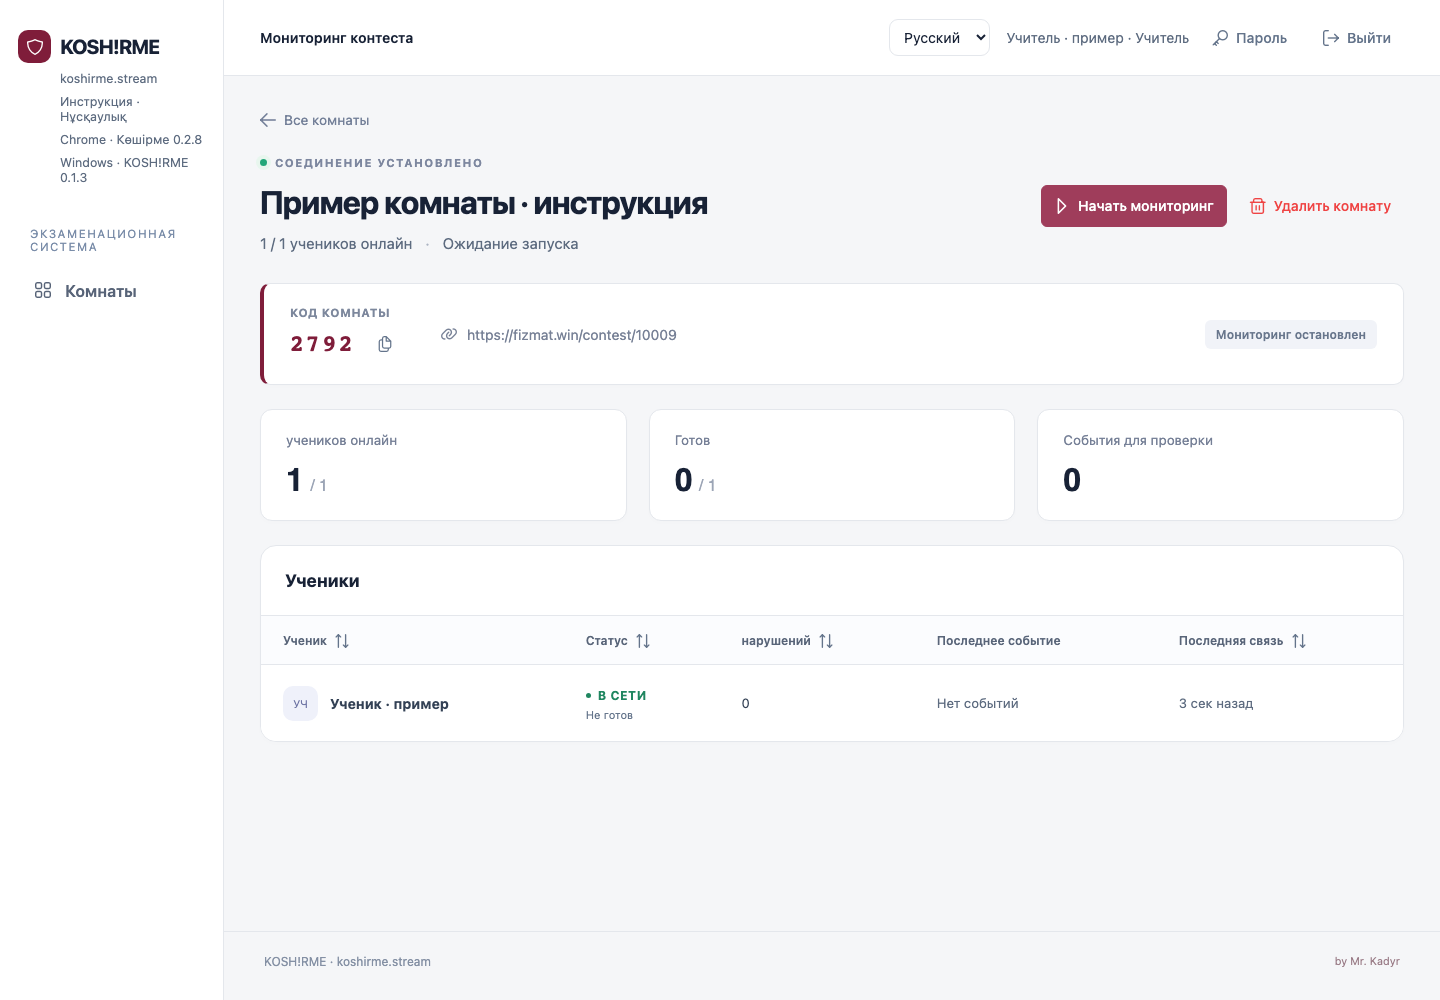 KOSH!RME
koshirme.stream
Инструкция ·
Нұсқаулық
Chrome · Көшірме 0.2.8
Windows · KOSH!RME
0.1.3
ЭКЗАМЕНАЦИОННАЯ
СИСТЕМА
Комнаты
Мониторинг контеста
Русский
Учитель · пример · Учитель
Пароль
Выйти
Все комнаты
СОЕДИНЕНИЕ УСТАНОВЛЕНО
Пример комнаты · инструкция
1 / 1 учеников онлайн · Ожидание запуска
Начать мониторинг
Удалить комнату
КОД КОМНАТЫ
2792
https://fizmat.win/contest/10009
Мониторинг остановлен
учеников онлайн
1 / 1
Готов
0 / 1
События для проверки
0
Ученики
Ученик
Статус
нарушений
Последнее событие
Последняя связь
УЧ
Ученик · пример
В СЕТИ
Не готов
0
Нет событий
3 сек назад
KOSH!RME · koshirme.stream
by Mr. Kadyr